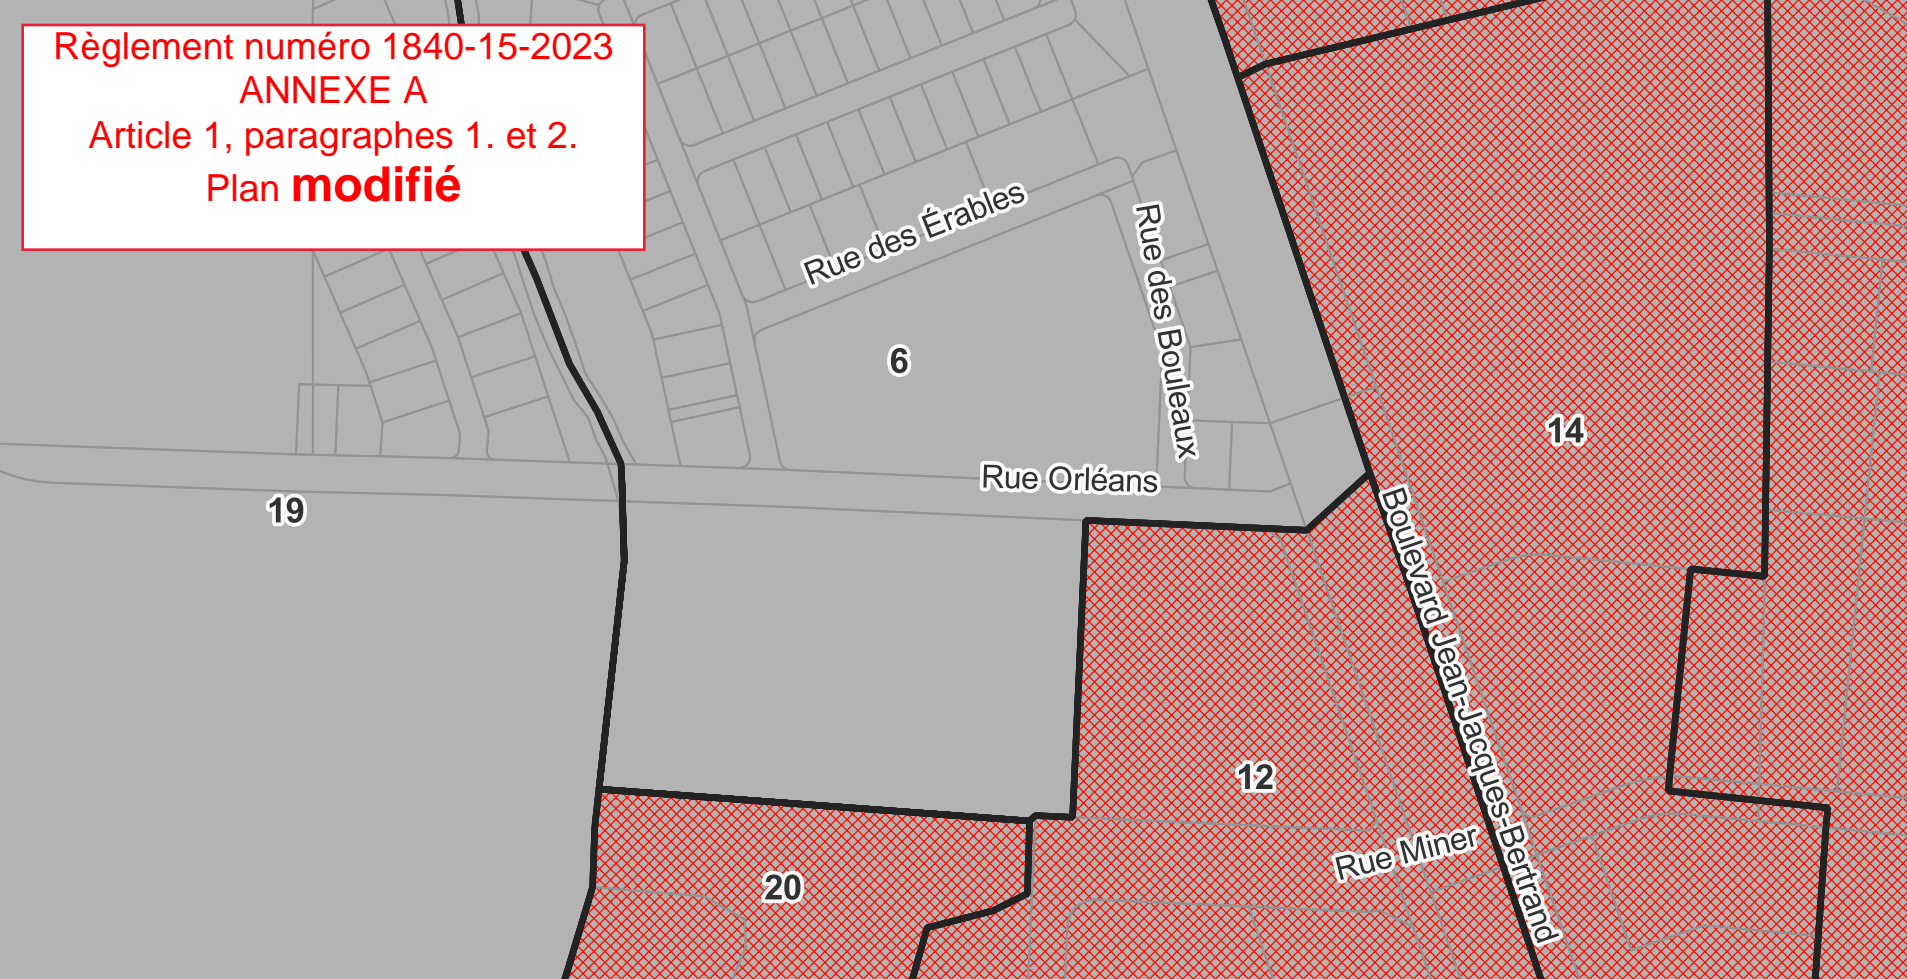 Règlement numéro 1840-15-2023
ANNEXE A
Article 1, paragraphes 1. et 2.
Plan modifié
Rue des Érables
Rue des Bouleaux
6
14
Rue Orléans
19
Boulevard Jean-Jacques-Bertrand
12
Rue Miner
20